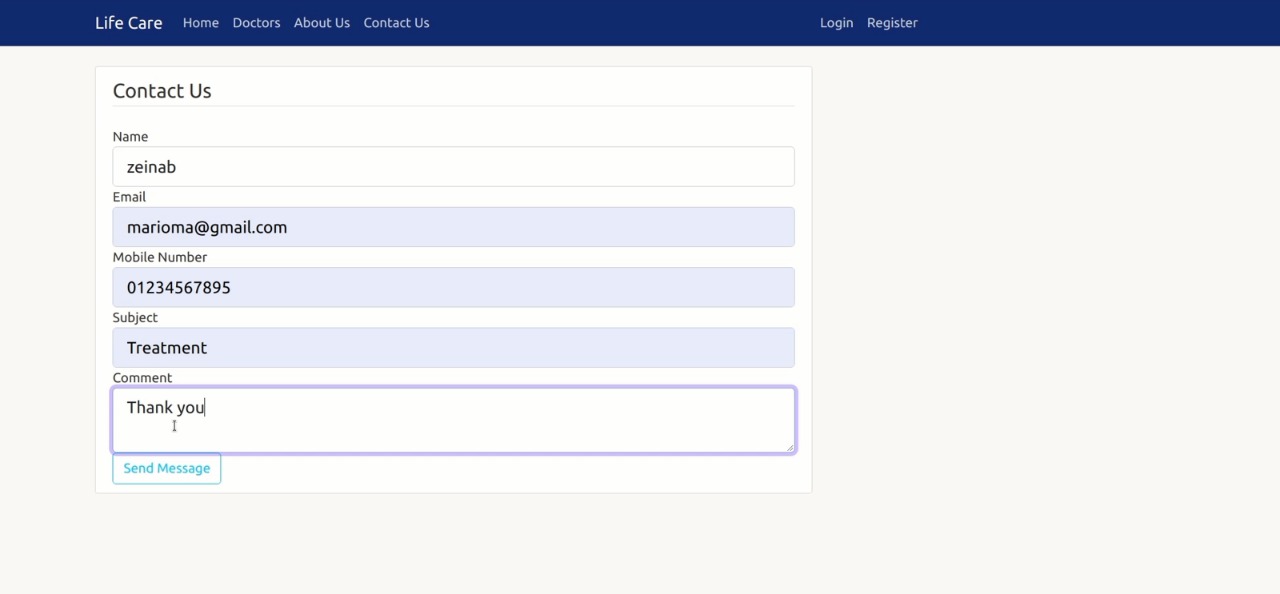 Life Care Home Doctors About Us Contact Us Login Register
Contact Us
Name
zeinab
Email
marioma@gmail.com
Mobile Number
01234567895
Subject
Treatment
Comment
Thank you
Send Message